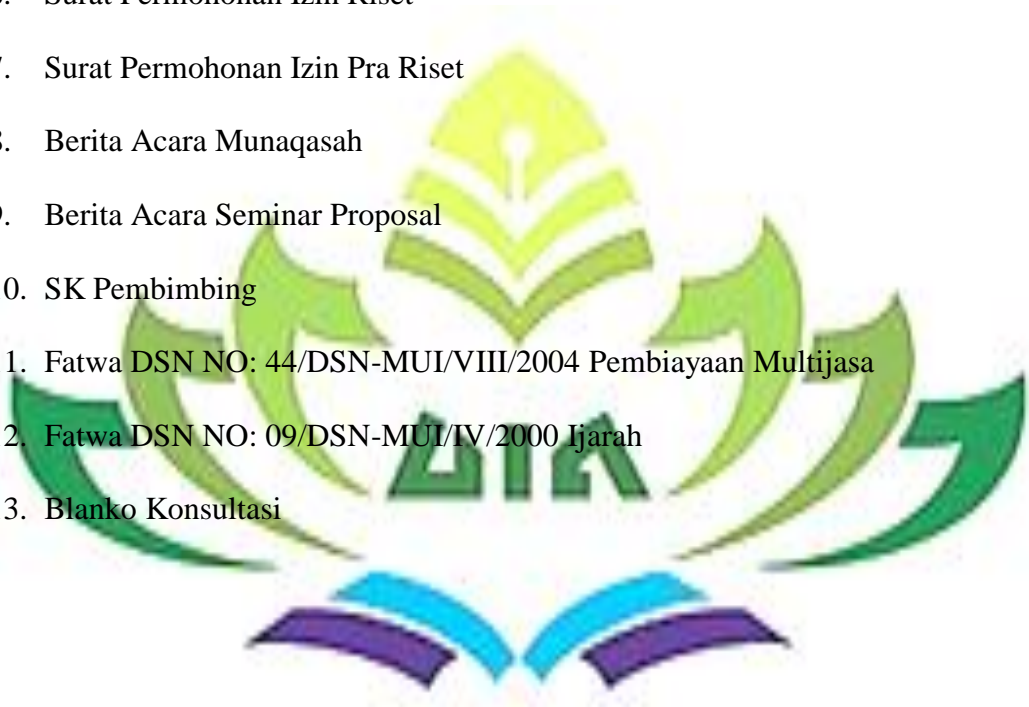 Surat Permohonan Izin Riset
7. Surat Permohonan Izin Pra Riset
8. Berita Acara Munaqasah
9. Berita Acara Seminar Proposal
0. SK Pembimbing
1. Fatwa DSN NO: 44/DSN-MUI/VIII/2004 Pembiayaan Multijasa
2. Fatwa DSN NO: 09/DSN-MUI/IV/2000 Ijarah
3. Blanko Konsultasi